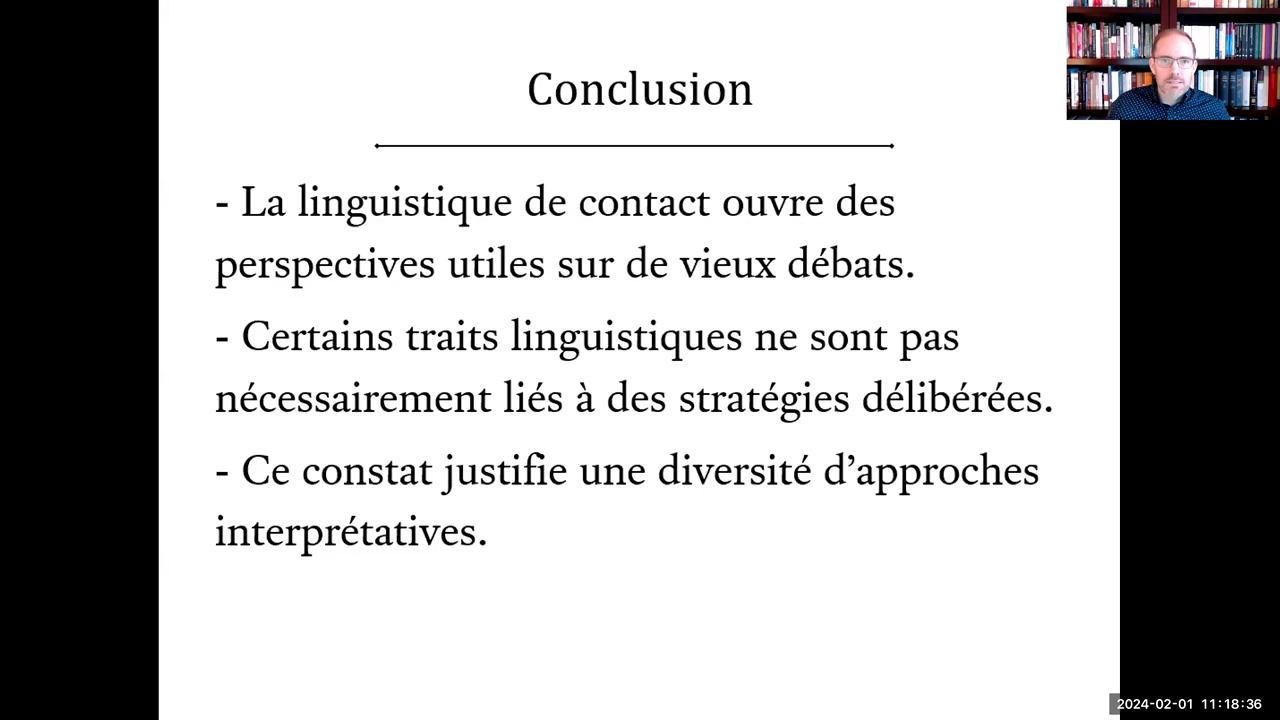 Conclusion
- La linguistique de contact ouvre des
perspectives utiles sur de vieux débats.
- Certains traits linguistiques ne sont pas
nécessairement liés à des stratégies délibérées.
- Ce constat justifie une diversité d’approches
interprétatives.
2024-02-01 11:18:36